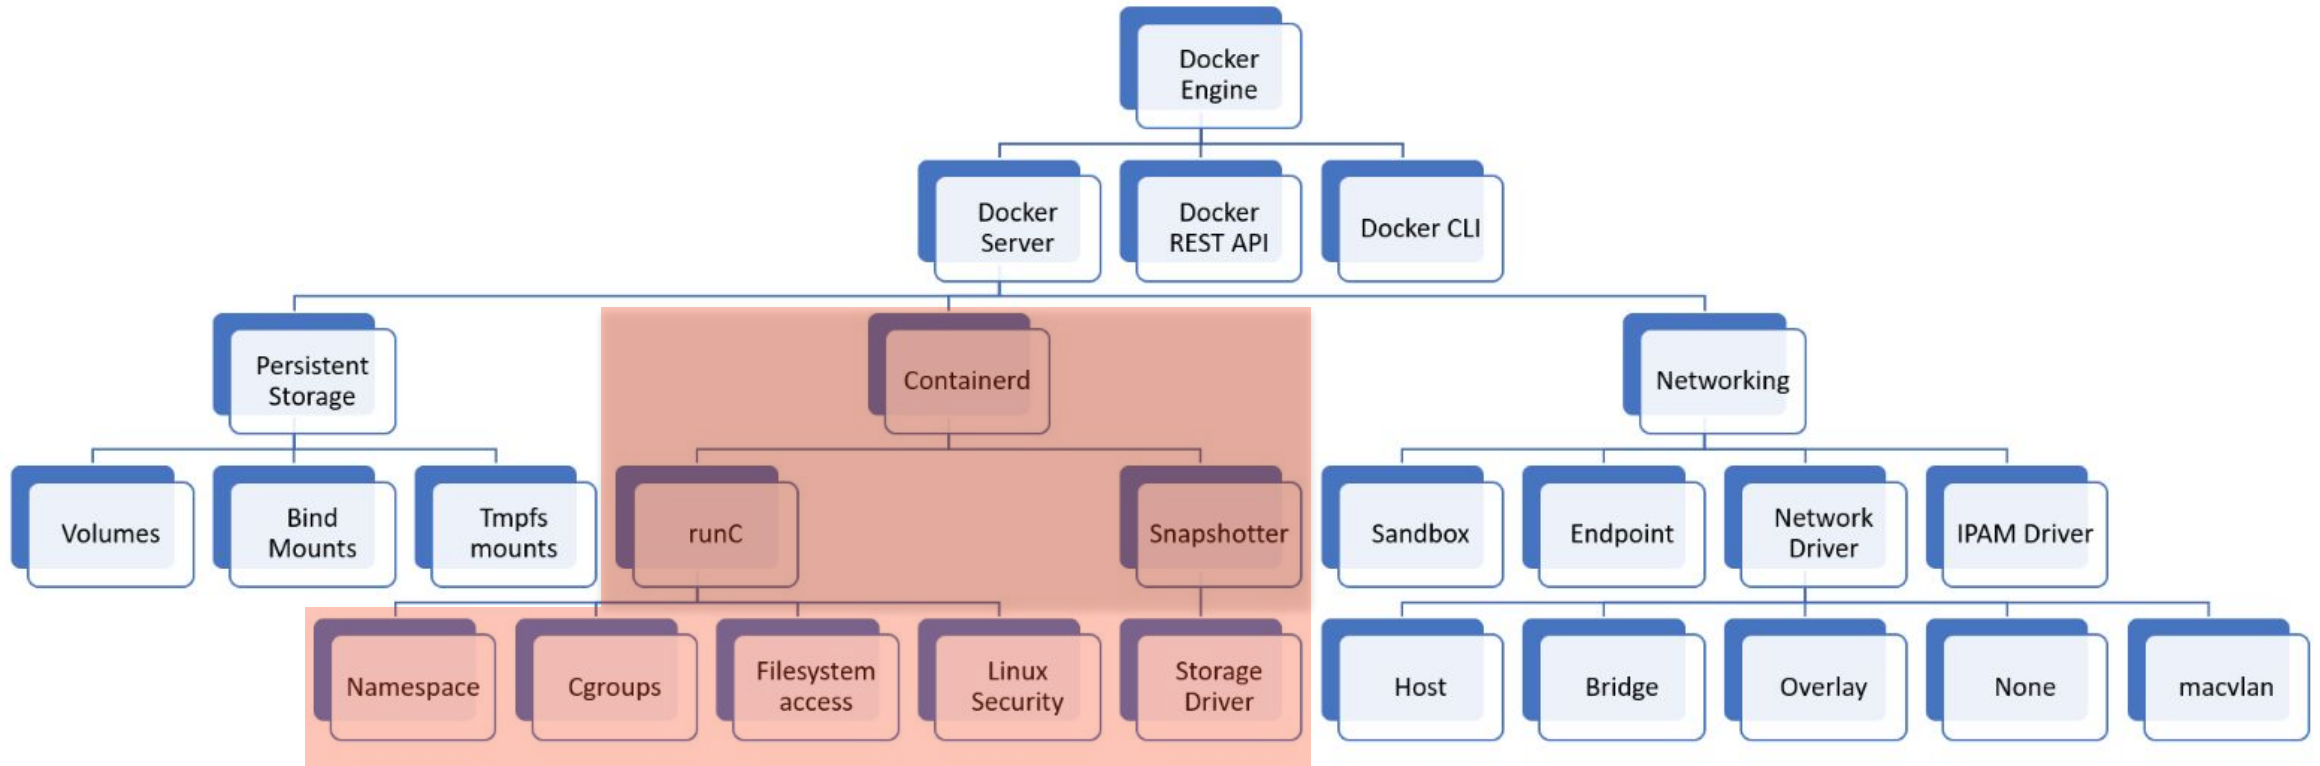 Docker
Engine
Docker
Server
Docker
REST API
Docker CLI
Persistent
Storage
Containerd
Networking
Volumes
Bind
Mounts
Tmpfs
mounts
runC
Snapshotter
Sandbox
Endpoint
Network
Driver
IPAM Driver
Namespace
Cgroups
Filesystem
access
Linux
Security
Storage
Driver
Host
Bridge
Overlay
None
macvlan